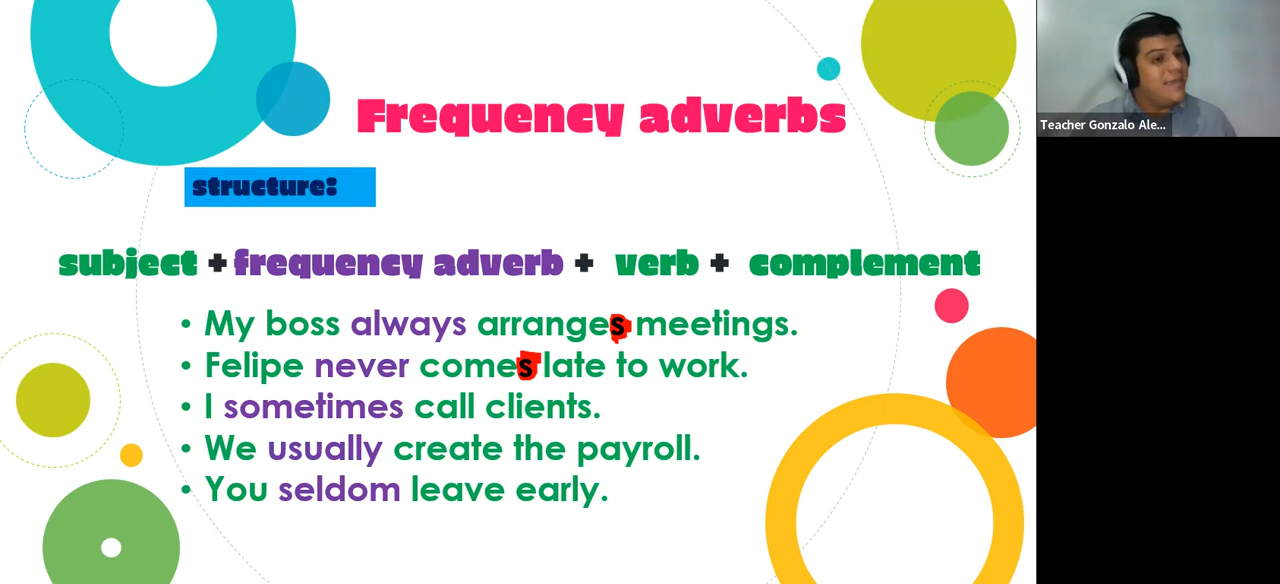 Frequency adverbs
structure:
subject + frequency adverb + verb + complement
• My boss always arranges meetings.
• Felipe never comes late to work.
• I sometimes call clients.
• We usually create the payroll.
• You seldom leave early.
Teacher Gonzalo Ale...